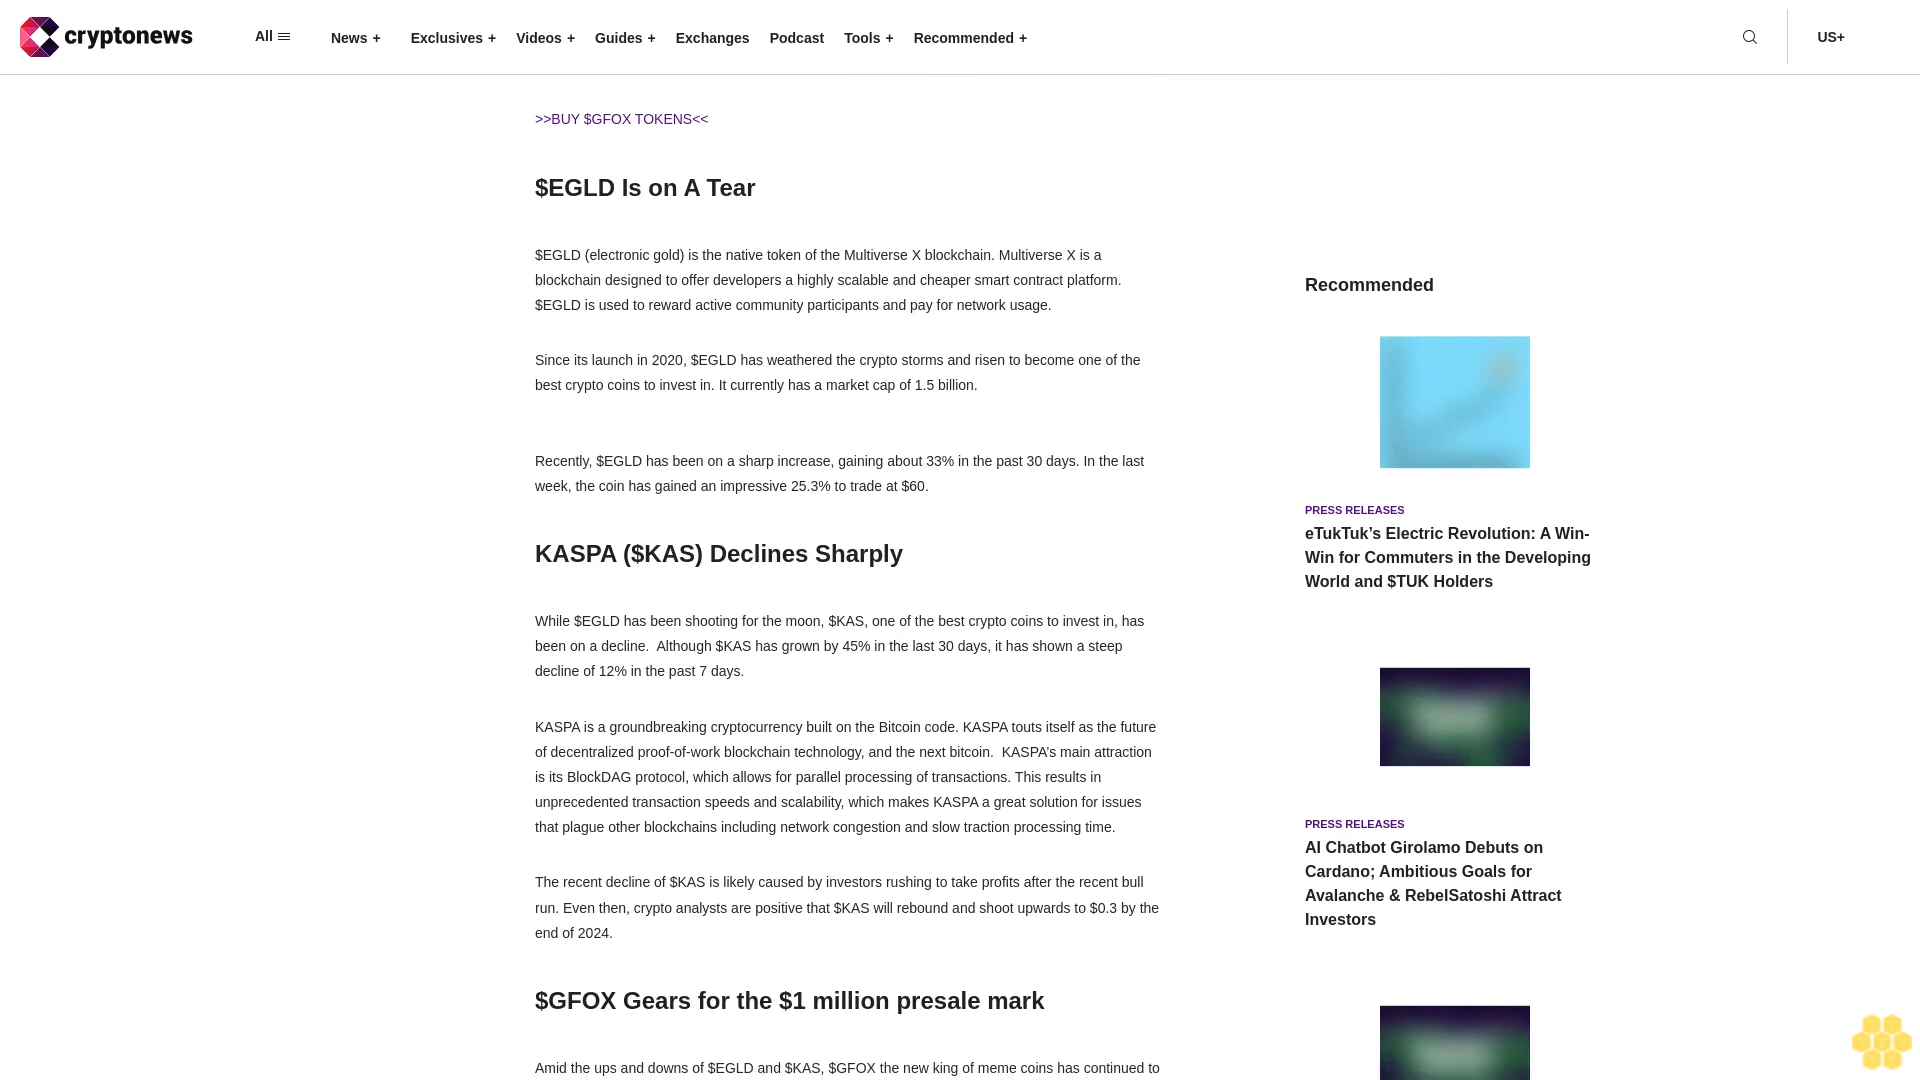 cryptonews
All
News +
Exclusives +
Videos +
Guides +
Exchanges
Podcast
Tools +
Recommended +
US+
>>BUY $GFOX TOKENS<<
$EGLD Is on A Tear
$EGLD (electronic gold) is the native token of the Multiverse X blockchain. Multiverse X is a
blockchain designed to offer developers a highly scalable and cheaper smart contract platform.
$EGLD is used to reward active community participants and pay for network usage.
Since its launch in 2020, $EGLD has weathered the crypto storms and risen to become one of the
best crypto coins to invest in. It currently has a market cap of 1.5 billion.
Recently, $EGLD has been on a sharp increase, gaining about 33% in the past 30 days. In the last
week, the coin has gained an impressive 25.3% to trade at $60.
KASPA ($KAS) Declines Sharply
While $EGLD has been shooting for the moon, $KAS, one of the best crypto coins to invest in, has
been on a decline.  Although $KAS has grown by 45% in the last 30 days, it has shown a steep
decline of 12% in the past 7 days.
KASPA is a groundbreaking cryptocurrency built on the Bitcoin code. KASPA touts itself as the future
of decentralized proof-of-work blockchain technology, and the next bitcoin.  KASPA’s main attraction
is its BlockDAG protocol, which allows for parallel processing of transactions. This results in
unprecedented transaction speeds and scalability, which makes KASPA a great solution for issues
that plague other blockchains including network congestion and slow traction processing time.
The recent decline of $KAS is likely caused by investors rushing to take profits after the recent bull
run. Even then, crypto analysts are positive that $KAS will rebound and shoot upwards to $0.3 by the
end of 2024.
$GFOX Gears for the $1 million presale mark
Amid the ups and downs of $EGLD and $KAS, $GFOX the new king of meme coins has continued to
Recommended
PRESS RELEASES
eTukTuk’s Electric Revolution: A Win-
Win for Commuters in the Developing
World and $TUK Holders
PRESS RELEASES
AI Chatbot Girolamo Debuts on
Cardano; Ambitious Goals for
Avalanche & RebelSatoshi Attract
Investors